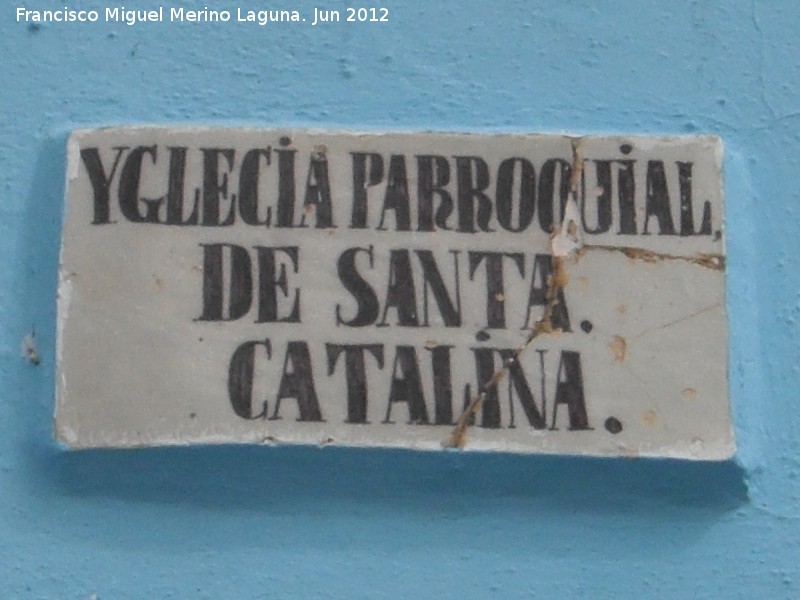 Francisco Miguel Merino Laguna. Jun 2012
YGLECiA PARROQUiAL,
DE SANTA.
CATALiNA.